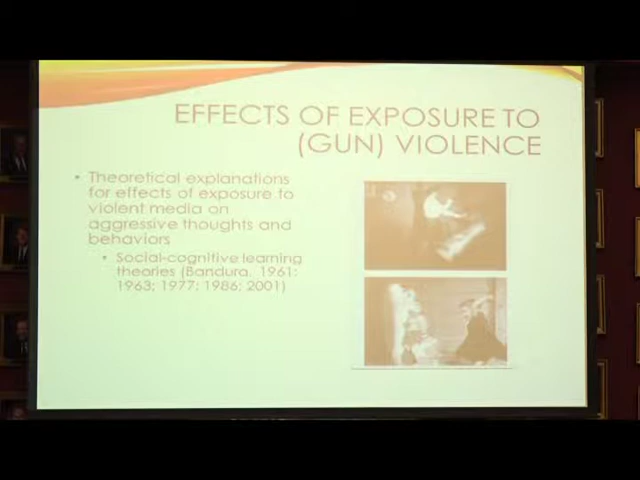 EFFECTS OF EXPOSURE TO
(GUN) VIOLENCE
• Theoretical explanations
for effects of exposure to
violent media on
aggressive thoughts and
behaviors
• Social-cognitive learning
theories (Bandura, 1961;
1963; 1977; 1986; 2001)